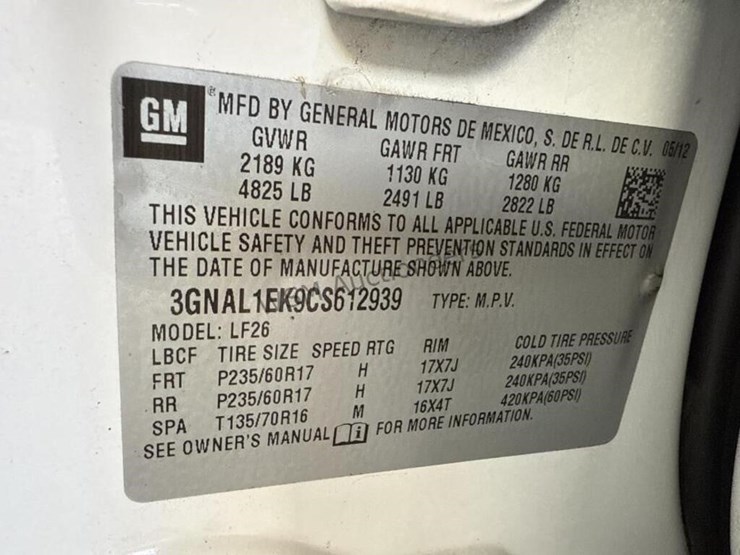 GM
® MFD BY GENERAL MOTORS DE MEXICO, S. DE R.L. DE C.V. 05/12
GVWR GAWR FRT GAWR RR
2189 KG 1130 KG 1280 KG
4825 LB 2491 LB 2822 LB
THIS VEHICLE CONFORMS TO ALL APPLICABLE U.S. FEDERAL MOTOR
VEHICLE SAFETY AND THEFT PREVENTION STANDARDS IN EFFECT ON
THE DATE OF MANUFACTURE SHOWN ABOVE.
3GNAL1EK9CS612939 TYPE: M.P.V.
MODEL: LF26
LBCF TIRE SIZE SPEED RTG RIM COLD TIRE PRESSURE
FRT P235/60R17 H 17X7J 240KPA(35PSI)
RR P235/60R17 H 17X7J 240KPA(35PSI)
SPA T135/70R16 M 16X4T 420KPA(60PSI)
SEE OWNER'S MANUAL i FOR MORE INFORMATION.